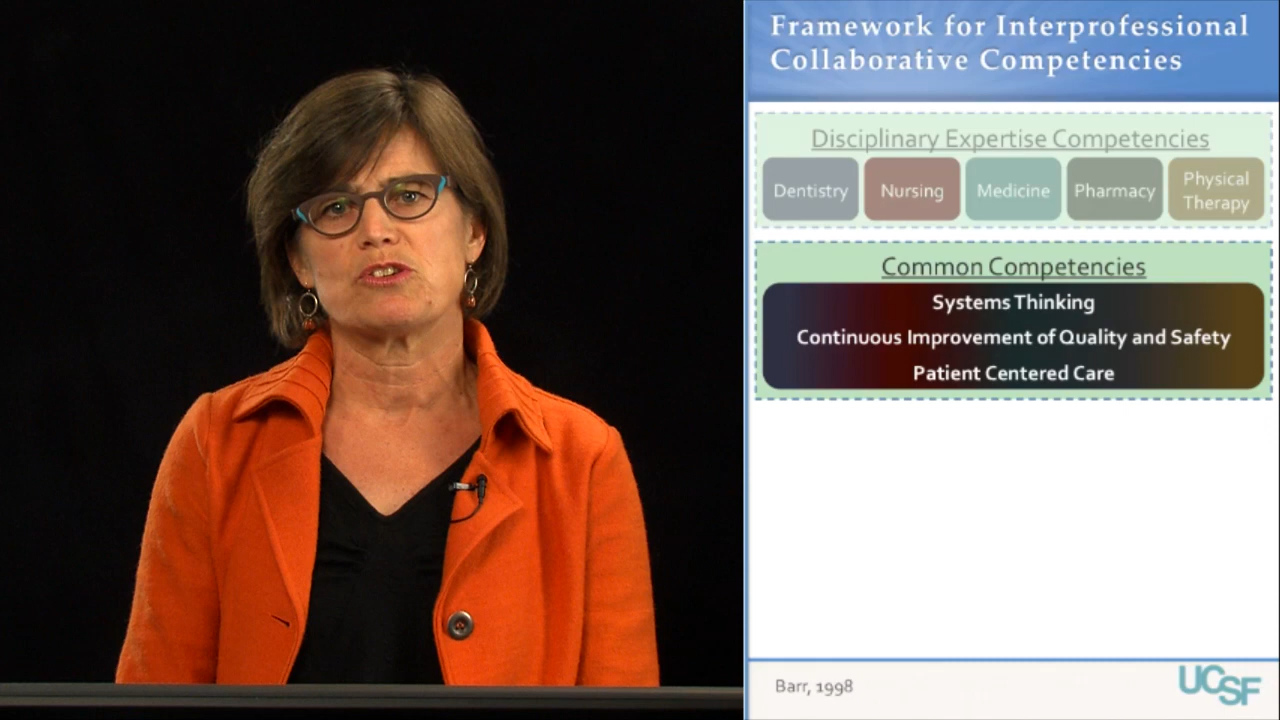 Framework for Interprofessional
Collaborative Competencies
Disciplinary Expertise Competencies
Dentistry
Nursing
Medicine
Pharmacy
Physical
Therapy
Common Competencies
Systems Thinking
Continuous Improvement of Quality and Safety
Patient Centered Care
Barr, 1998
UCSF